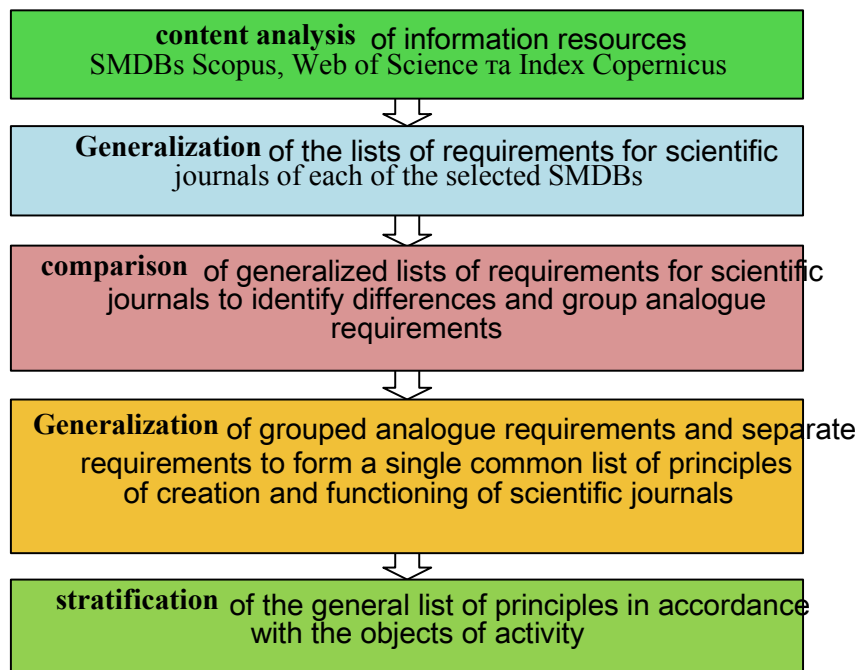 content analysis of information resources
SMDBs Scopus, Web of Science та Index Copernicus
Generalization of the lists of requirements for scientific
journals of each of the selected SMDBs
comparison of generalized lists of requirements for scientific
journals to identify differences and group analogue
requirements
Generalization of grouped analogue requirements and separate
requirements to form a single common list of principles
of creation and functioning of scientific journals
stratification of the general list of principles in accordance
with the objects of activity